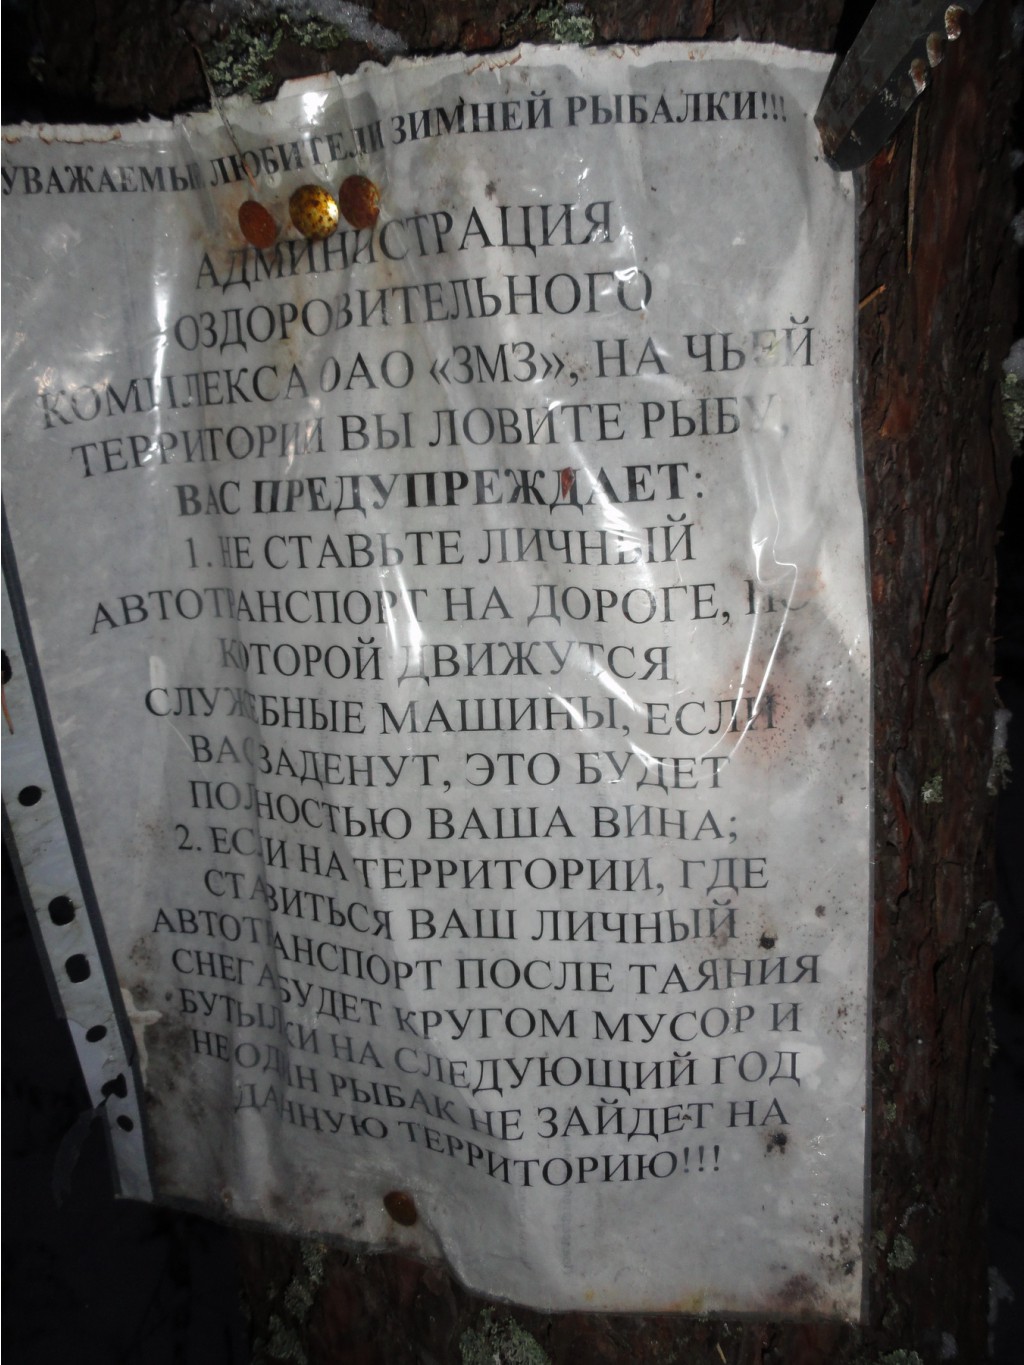 УВАЖАЕМЫЕ ЛЮБИТЕЛИ ЗИМНЕЙ РЫБАЛКИ!!!
АДМИНИСТРАЦИЯ
ОЗДОРОВИТЕЛЬНОГО
КОМПЛЕКСА ОАО «ЗМЗ», НА ЧЬЕЙ
ТЕРРИТОРИИ ВЫ ЛОВИТЕ РЫБУ,
ВАС ПРЕДУПРЕЖДАЕТ:
1. НЕ СТАВЬТЕ ЛИЧНЫЙ
АВТОТРАНСПОРТ НА ДОРОГЕ, ПО
КОТОРОЙ ДВИЖУТСЯ
СЛУЖЕБНЫЕ МАШИНЫ, ЕСЛИ
ВАС ЗАДЕНУТ, ЭТО БУДЕТ
ПОЛНОСТЬЮ ВАША ВИНА;
2. ЕСЛИ НА ТЕРРИТОРИИ, ГДЕ
СТАВИТЬСЯ ВАШ ЛИЧНЫЙ
АВТОТРАНСПОРТ ПОСЛЕ ТАЯНИЯ
СНЕГА БУДЕТ КРУГОМ МУСОР И
БУТЫЛКИ НА СЛЕДУЮЩИЙ ГОД
НЕ ОДИН РЫБАК НЕ ЗАЙДЕТ НА
ДАННУЮ ТЕРРИТОРИЮ!!!